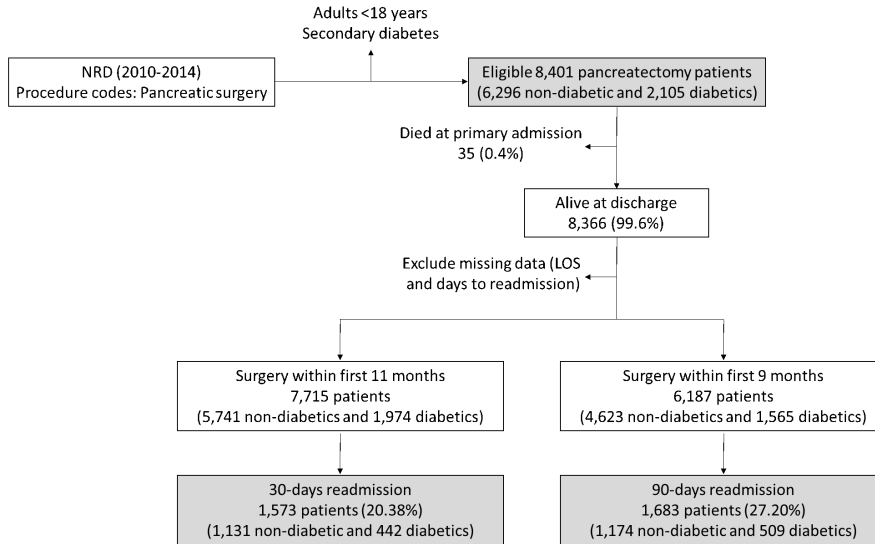 Adults <18 years
Secondary diabetes
NRD (2010-2014)
Procedure codes: Pancreatic surgery
Eligible 8,401 pancreatectomy patients
(6,296 non-diabetic and 2,105 diabetics)
Died at primary admission
35 (0.4%)
Alive at discharge
8,366 (99.6%)
Exclude missing data (LOS
and days to readmission)
Surgery within first 11 months
7,715 patients
(5,741 non-diabetics and 1,974 diabetics)
Surgery within first 9 months
6,187 patients
(4,623 non-diabetics and 1,565 diabetics)
30-days readmission
1,573 patients (20.38%)
(1,131 non-diabetic and 442 diabetics)
90-days readmission
1,683 patients (27.20%)
(1,174 non-diabetic and 509 diabetics)